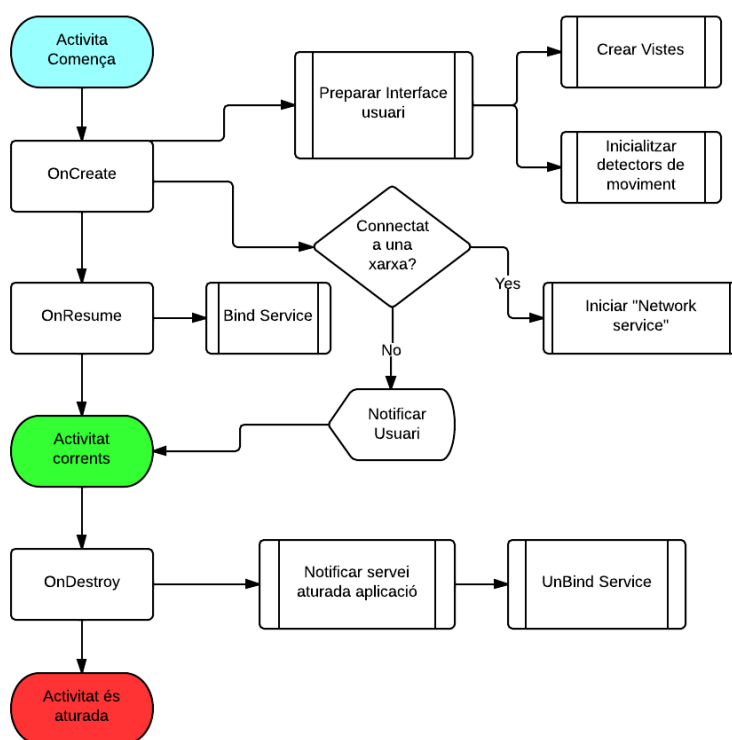 Activita
Comença
Crear Vistes
Preparar Interface
usuari
Inicialitzar
detectors de
moviment
OnCreate
Connectat
a una
xarxa?
Yes
OnResume
Bind Service
Iniciar "Network
service"
No
Notificar
Usuari
Activitat
corrents
OnDestroy
Notificar servei
aturada aplicació
UnBind Service
Activitat és
aturada